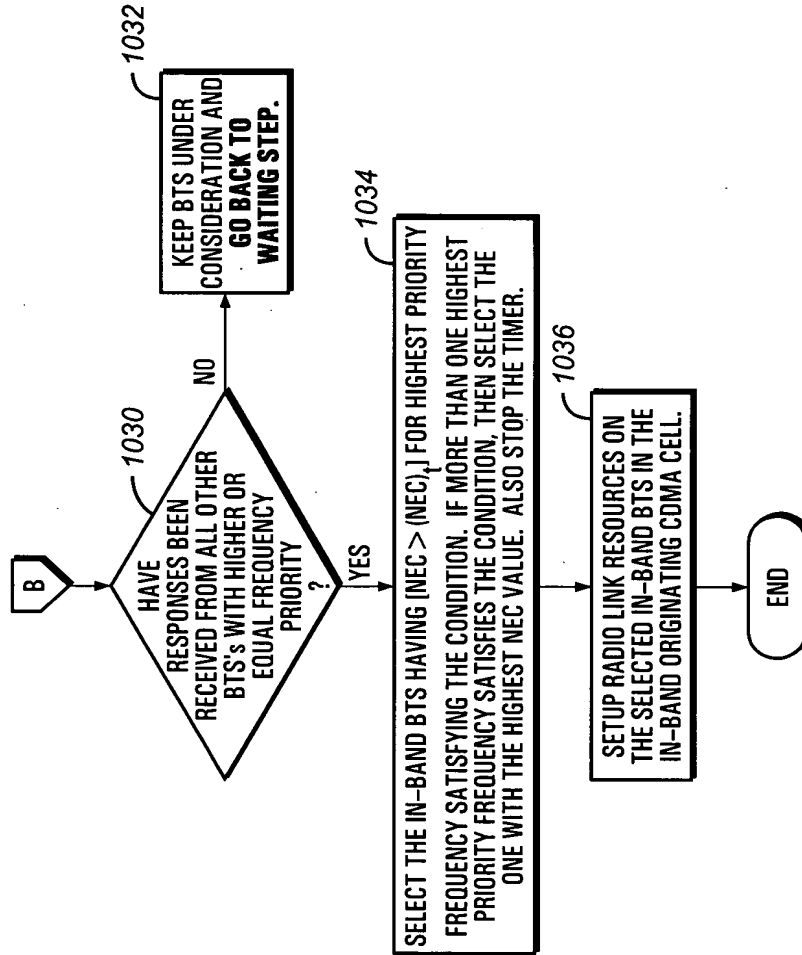 B
1030
HAVE
RESPONSES BEEN
RECEIVED FROM ALL OTHER
BTS's WITH HIGHER OR
EQUAL FREQUENCY
PRIORITY
?
NO
1032
KEEP BTS UNDER
CONSIDERATION AND
GO BACK TO
WAITING STEP.
YES
1034
SELECT THE IN-BAND BTS HAVING [NEC > (NEC)t] FOR HIGHEST PRIORITY
FREQUENCY SATISFYING THE CONDITION. IF MORE THAN ONE HIGHEST
PRIORITY FREQUENCY SATISFIES THE CONDITION, THEN SELECT THE
ONE WITH THE HIGHEST NEC VALUE. ALSO STOP THE TIMER.
1036
SETUP RADIO LINK RESOURCES ON
THE SELECTED IN-BAND BTS IN THE
IN-BAND ORIGINATING CDMA CELL.
END